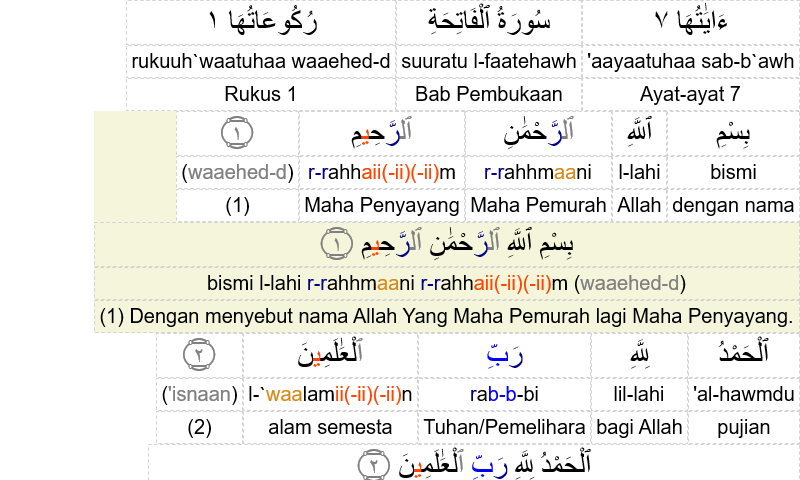 ءَايَٰتُهَا ٧ سُورَةُ ٱلْفَاتِحَةِ رُكُوعَاتُهَا ١
'aayaatuhaa sab-b`awh suuratu l-faatehawh rukuuh`waatuhaa waaehed-d
Ayat-ayat 7 Bab Pembukaan Rukus 1
بِسْمِ ٱللَّهِ ٱلرَّحْمَٰنِ ٱلرَّحِيمِ ١
bismi l-lahi r-rahhmaani r-rahhaii(-ii)(-ii)m (waaehed-d)
dengan nama Allah Maha Pemurah Maha Penyayang (1)
بِسْمِ ٱللَّهِ ٱلرَّحْمَٰنِ ٱلرَّحِيمِ ١
bismi l-lahi r-rahhmaani r-rahhaii(-ii)(-ii)m (waaehed-d)
(1) Dengan menyebut nama Allah Yang Maha Pemurah lagi Maha Penyayang.
ٱلْحَمْدُ لِلَّهِ رَبِّ ٱلْعَٰلَمِينَ ٢
'al-hawmdu lil-lahi rab-b-bi l-`waalamii(-ii)(-ii)n ('isnaan)
pujian bagi Allah Tuhan/Pemelihara alam semesta (2)
ٱلْحَمْدُ لِلَّهِ رَبِّ ٱلْعَٰلَمِينَ ٢